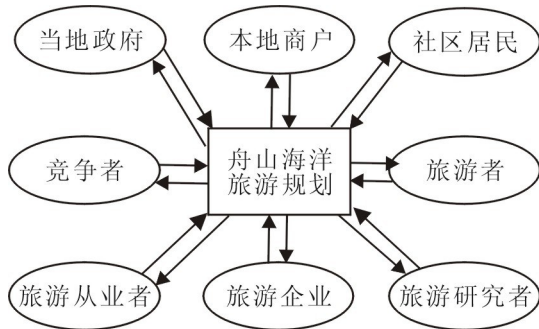 当地政府
本地商户
社区居民
竞争者
舟山海洋
旅游规划
旅游者
旅游从业者
旅游企业
旅游研究者